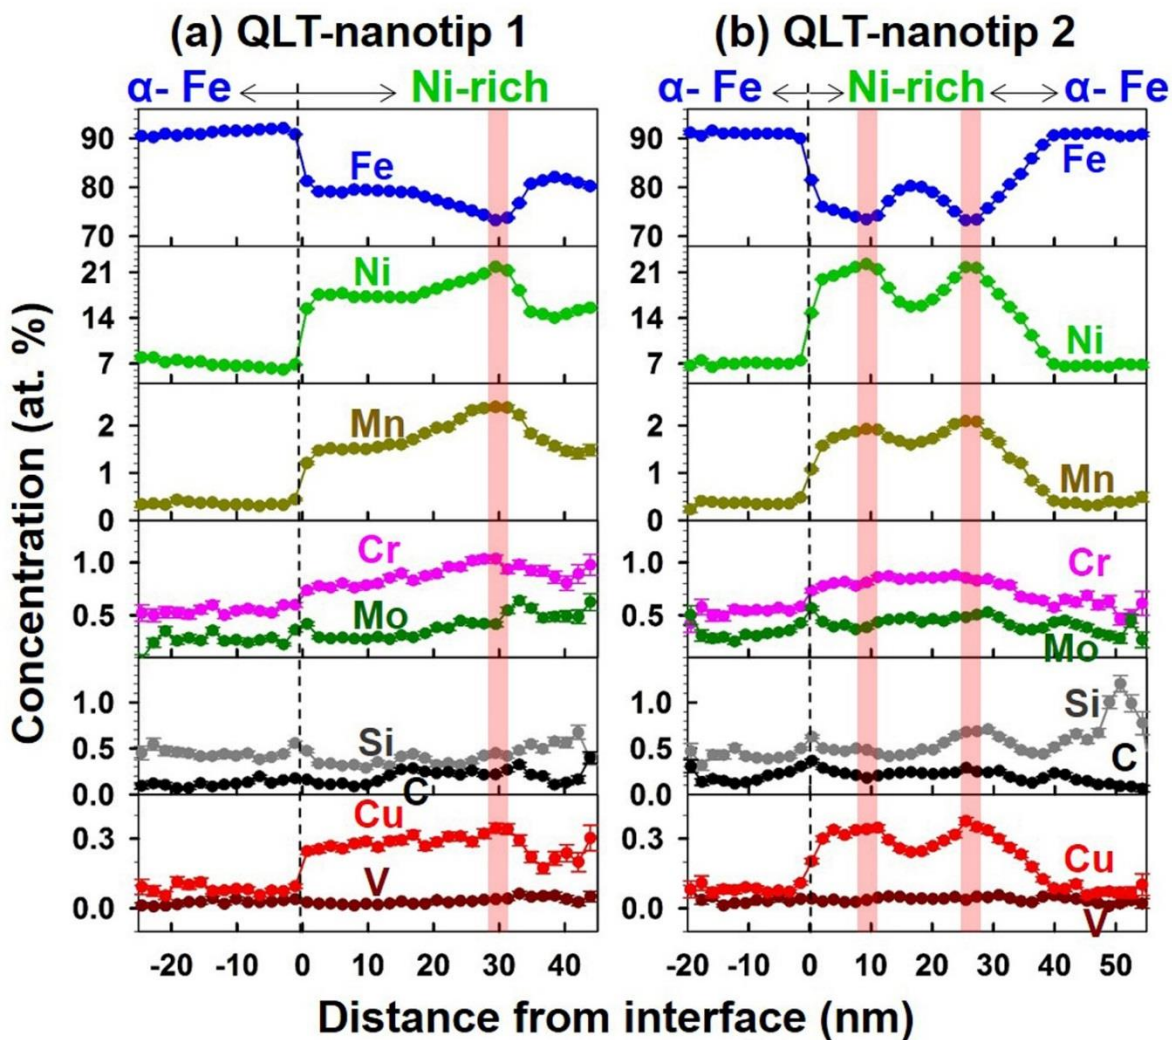 (a) QLT-nanotip 1 (b) QLT-nanotip 2
α- Fe Ni-rich α- Fe Ni-rich α- Fe
90 Fe Fe
80
70
21 Ni
14 Ni
7
2 Mn
1 Mn
0
1.0 Cr Cr
0.5 Mo Mo
1.0 Si
0.5 Si C
0.0 C
0.3 Cu Cu
0.0 V V
90
80
70
21
14
7
2
1
0
1.0
0.5
1.0
0.5
0.0
0.3
0.0
-20 -10 0 10 20 30 40 -20 -10 0 10 20 30 40 50
Distance from interface (nm)
Concentration (at. %)